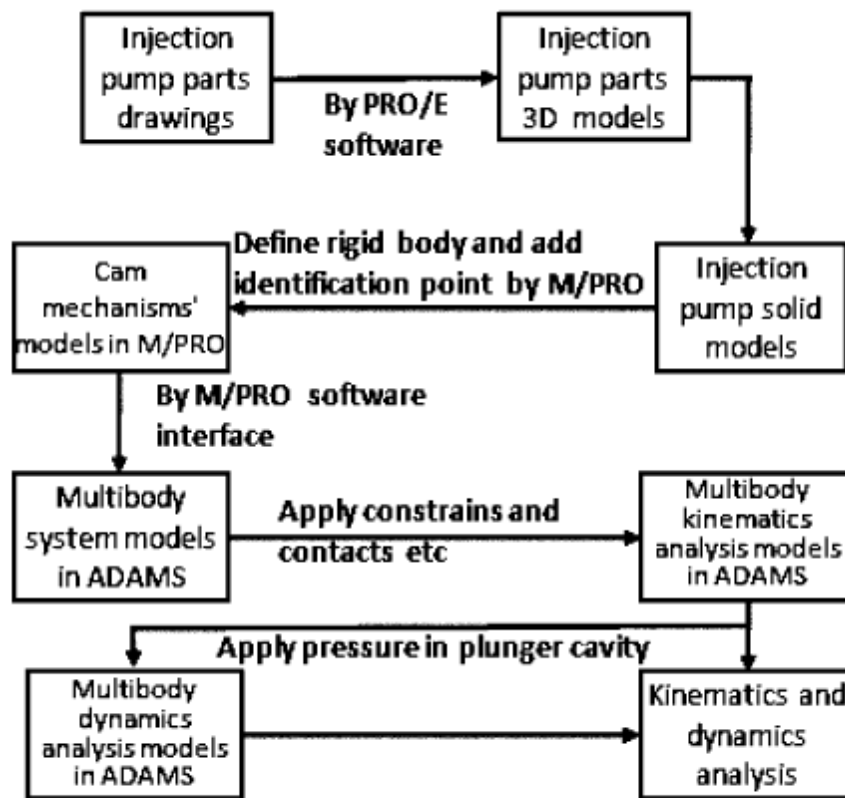 Injection
pump parts
drawings
By PRO/E
software
Injection
pump parts
3D models
Injection
pump solid
models
Define rigid body and add
identification point by M/PRO
Cam
mechanisms'
models in M/PRO
By M/PRO software
interface
Multibody
system models
in ADAMS
Apply constrains and
contacts etc
Multibody
kinematics
analysis models
in ADAMS
Apply pressure in plunger cavity
Multibody
dynamics
analysis models
in ADAMS
Kinematics and
dynamics
analysis